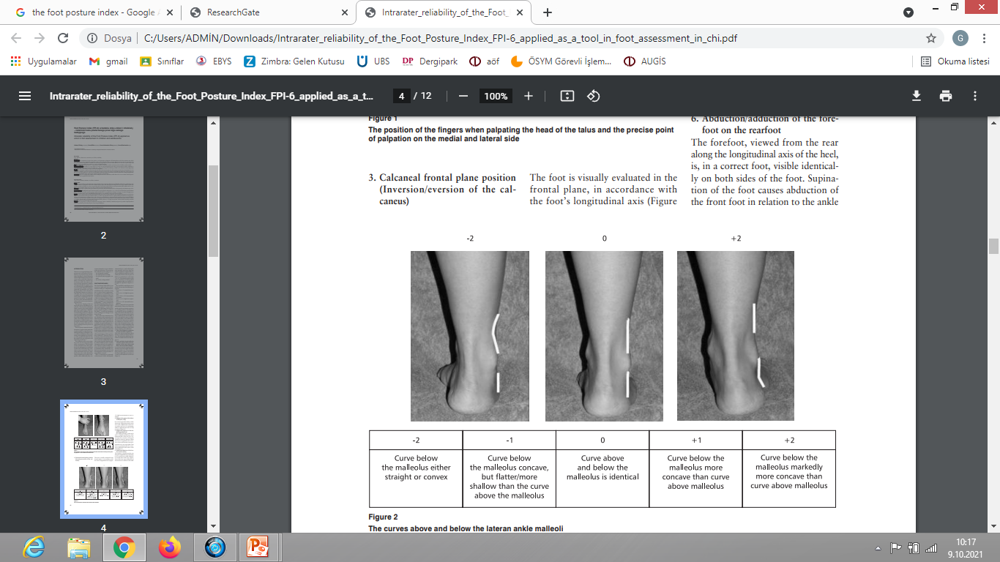 the foot posture index - Google
ResearchGate
Intrarater_reliability_of_the_Foot_
Dosya
C:/Users/ADMİN/Downloads/Intrarater_reliability_of_the_Foot_Posture_Index_FPI-6_applied_as_a_tool_in_foot_assessment_in_chi.pdf
G
Uygulamalar
gmail
Sınıflar
EBYS
Zimbra: Gelen Kutusu
UBS
DP Dergipark
aöf
ÖSYM Görevli İşlem...
AUGİS
Okuma listesi
Intrarater_reliability_of_the_Foot_Posture_Index_FPI-6_applied_as_a_t...
4 / 12
100%
2
3
4
Figure 1
The position of the fingers when palpating the head of the talus and the precise point
of palpation on the medial and lateral side
3. Calcaneal frontal plane position
(Inversion/eversion of the cal-
caneus)
The foot is visually evaluated in the
frontal plane, in accordance with
the foot's longitudinal axis (Figure
6. Abduction/adduction of the fore-
foot on the rearfoot
The forefoot, viewed from the rear
along the longitudinal axis of the heel,
is, in a correct foot, visible identical-
ly on both sides of the foot. Supina-
tion of the foot causes abduction of
the front foot in relation to the ankle
-2
0
+2
-2
Curve below
the malleolus either
straight or convex
-1
Curve below
the malleolus concave,
but flatter/more
shallow than the curve
above the malleolus
0
Curve above
and below the
malleolus is identical
+1
Curve below the
malleolus more
concave than curve
above malleolus
+2
Curve below the
malleolus markedly
more concave than
curve above malleolus
Figure 2
The curves above and below the lateran ankle malleoli
10:17
9.10.2021